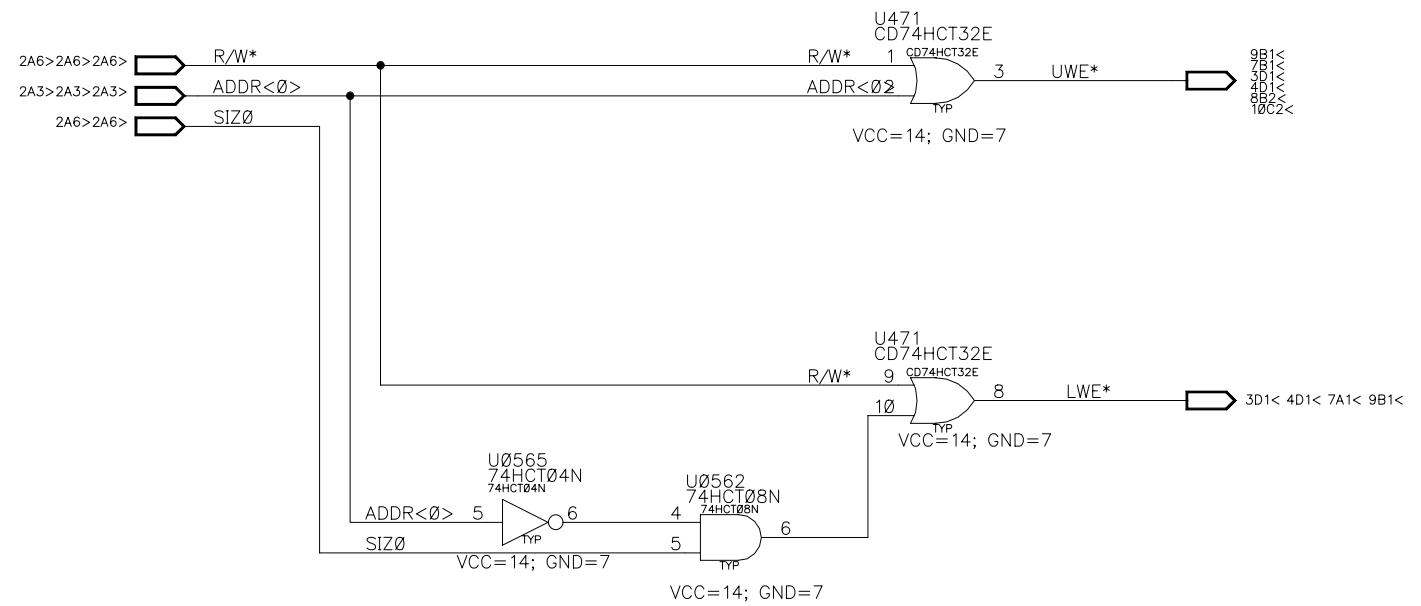 U471
CD74HCT32E
CD74HCT32E
2A6>2A6>2A6> R/W* R/W* 1
3 UWE*
2A3>2A3>2A3> ADDR<0> ADDR<0> 2
TYP
2A6>2A6> SIZ0
VCC=14; GND=7
9B1<
7B1<
3D1<
4D1<
8B2<
10C2<
U471
CD74HCT32E
CD74HCT32E
R/W* 9
8 LWE* 3D1< 4D1< 7A1< 9B1<
10
TYP
VCC=14; GND=7
U0565
74HCT04N
74HCT04N
ADDR<0> 5 6
TYP
VCC=14; GND=7
U0562
74HCT08N
74HCT08N
4
6
SIZ0 5
TYP
VCC=14; GND=7